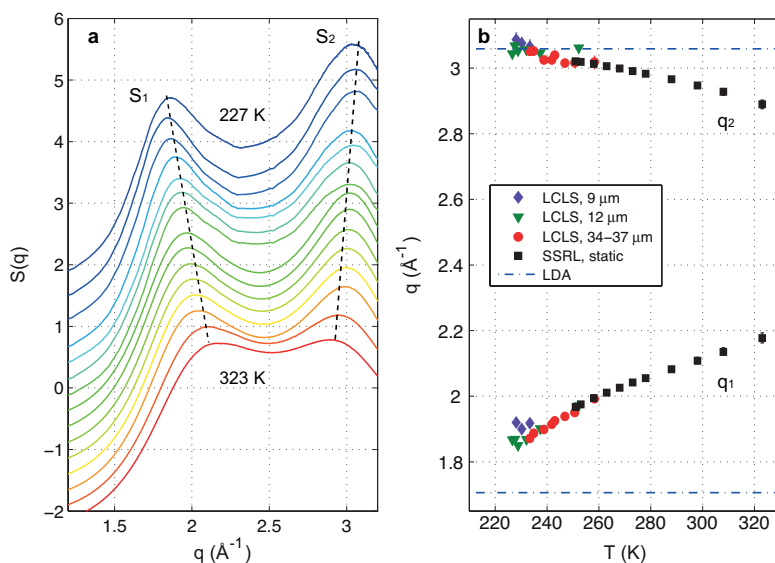 a
S1
S2
227 K
323 K
6
5
4
3
2
1
0
−1
−2
S(q)
1.5
2
2.5
3
q (Å-1)
b
q2
LCLS, 9 μm
LCLS, 12 μm
LCLS, 34–37 μm
SSRL, static
LDA
q1
3
2.8
2.6
2.4
2.2
2
1.8
q (Å-1)
220
240
260
280
300
320
T (K)